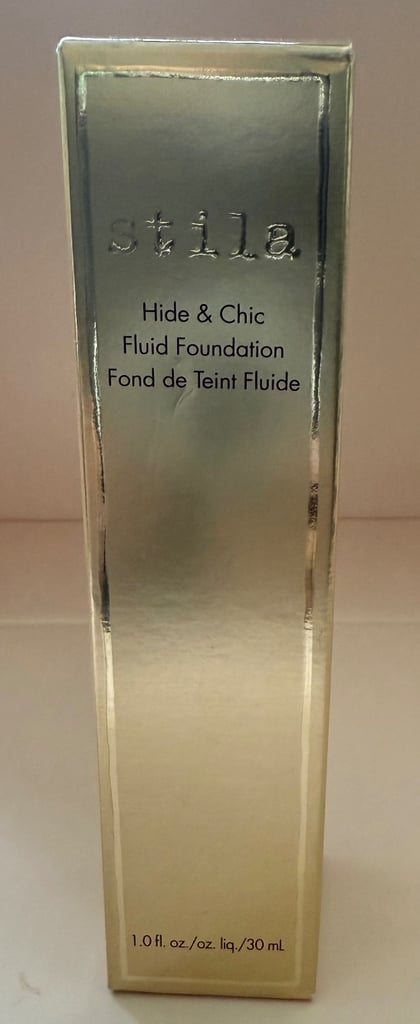 stila
Hide & Chic
Fluid Foundation
Fond de Teint Fluide
1.0 fl. oz./oz. liq./30 mL